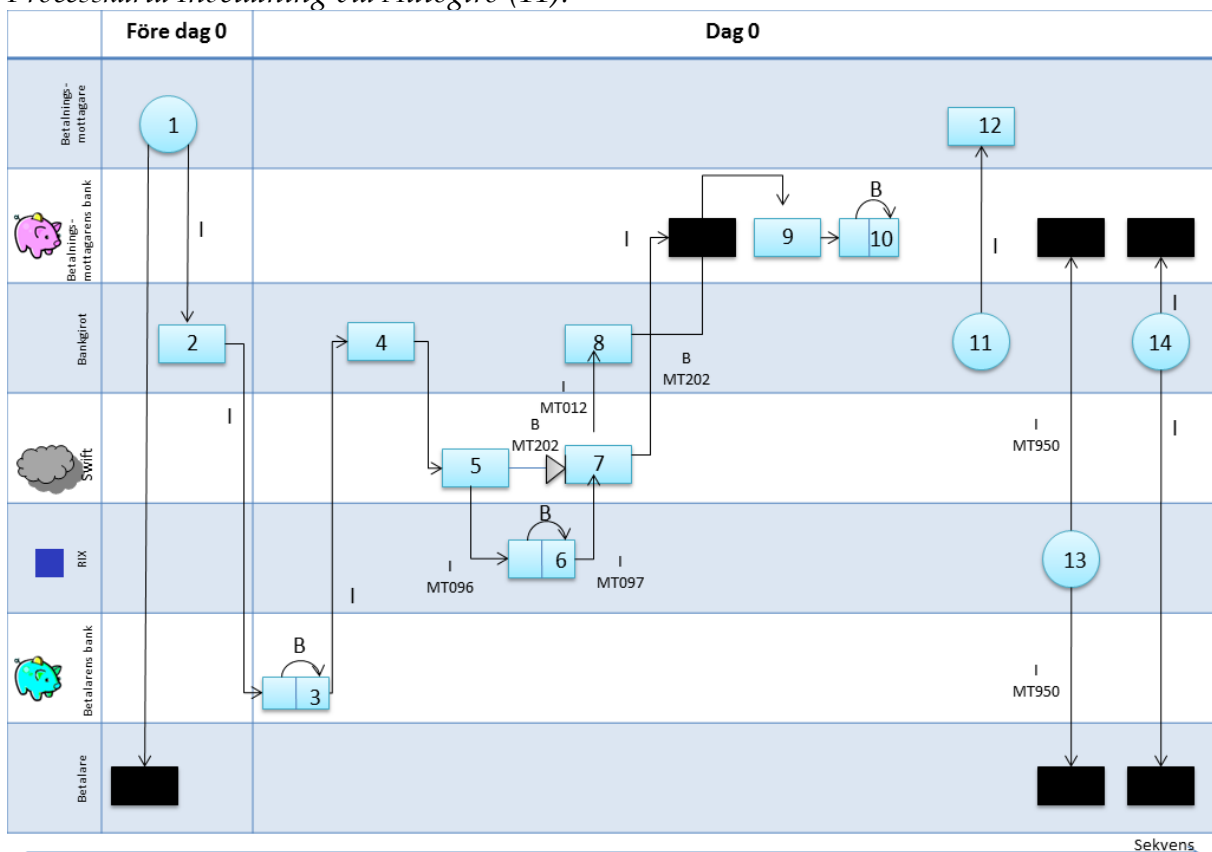 Processkarta Inbetalning via Autogiro (11).
Före dag 0
Dag 0
Betalnings-
mottagare
1
12
I
I
Betalnings-
mottagarens bank
I
9
B
10
Bankgirot
2
4
8
11
14
I
I
I
MT012
B
MT202
Swift
5
B
MT202
7
I
MT950
I
RIX
I
MT096
B
6
I
MT097
13
I
Betalarens bank
B
3
I
MT950
Betalare
Sekvens